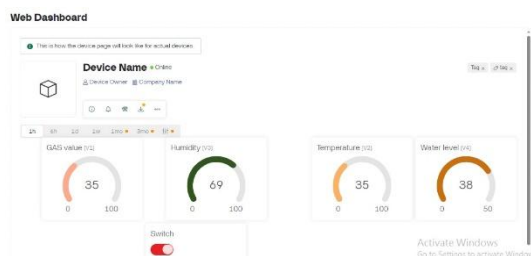 Web Dashboard
This is how the device page will look like for actual devices
Device Name Online
Device Owner Company Name
Tag × tag ×
1h 6h 1d 1w 1mo 3mo 1y
GAS value (V1)
35
0 100
Humidity (V3)
69
0 100
Temperature (V2)
35
0 100
Water level (V4)
38
0 50
Switch
Activate Windows
Go to Settings to activate Windows